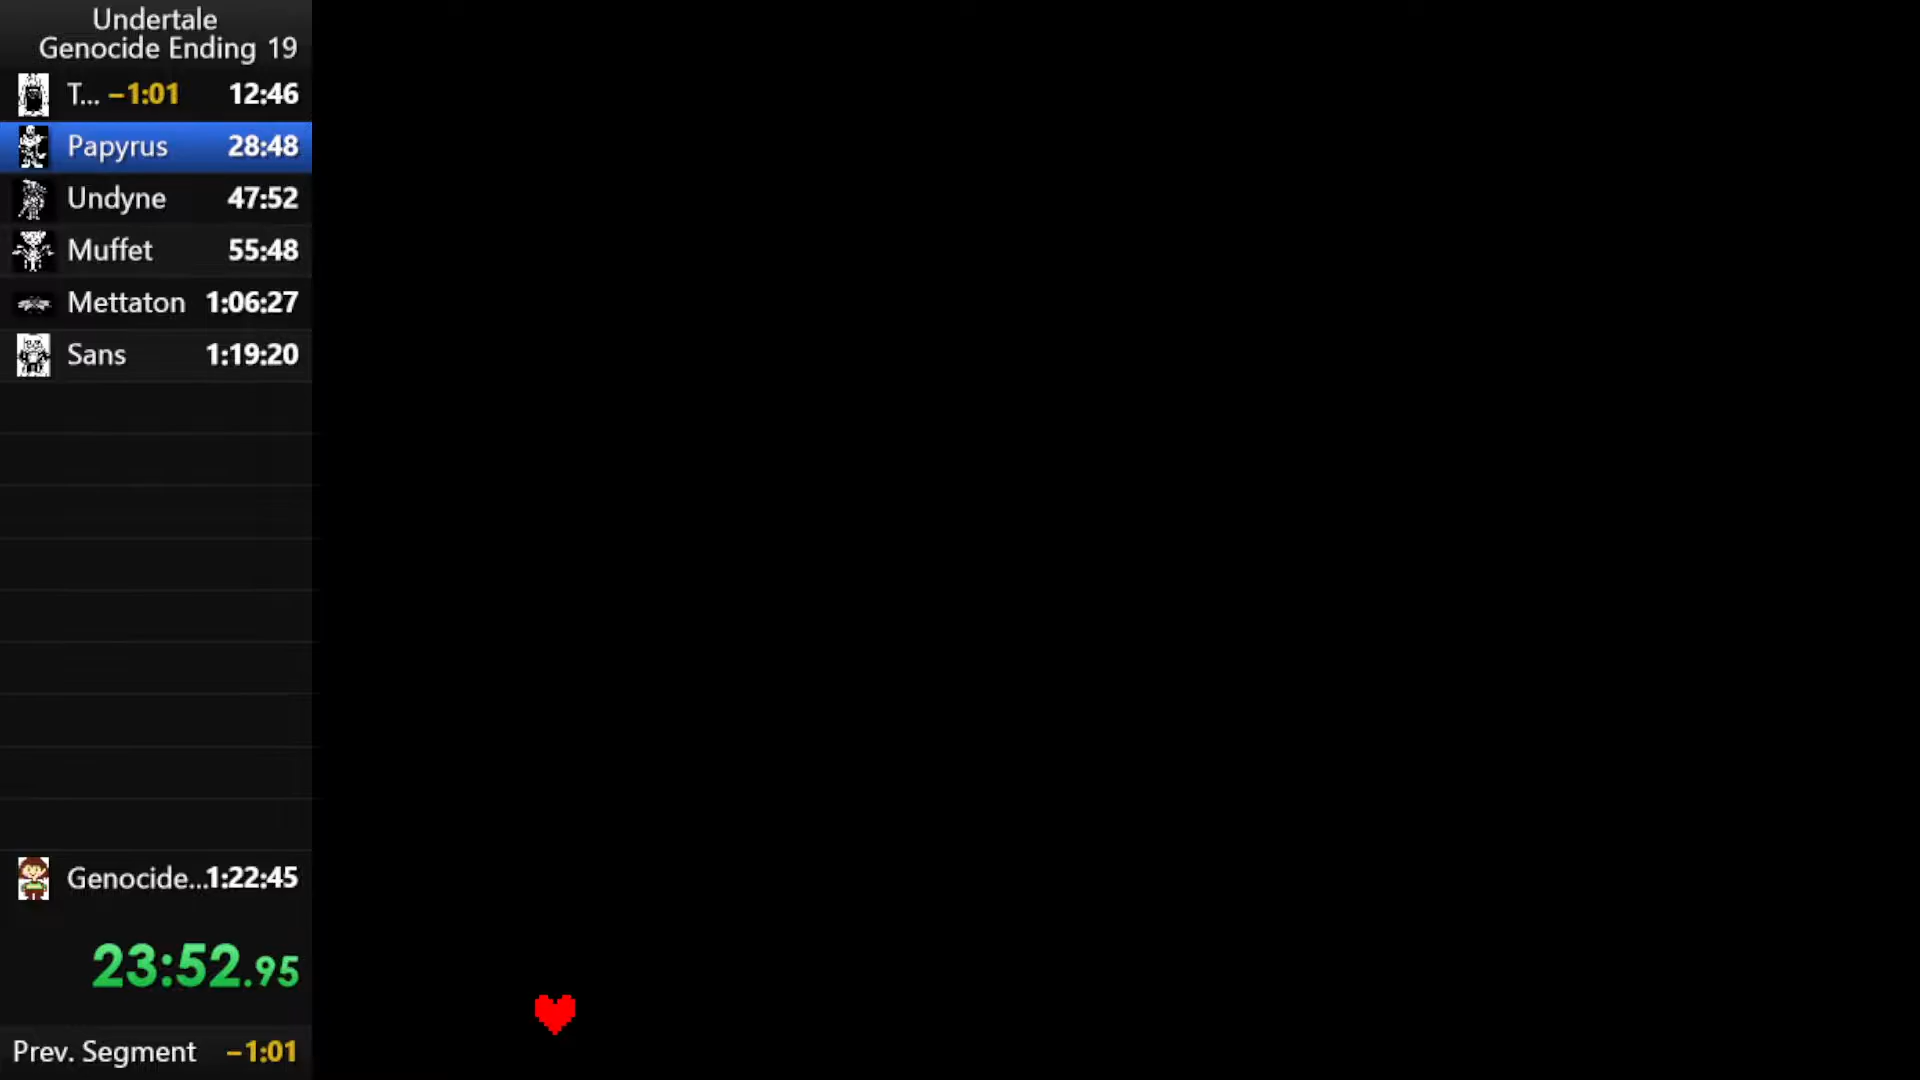 Undertale
Genocide Ending 19
T... −1:01 12:46
Papyrus 28:48
Undyne 47:52
Muffet 55:48
Mettaton 1:06:27
Sans 1:19:20
Genocide...1:22:45
23:52.95
Prev. Segment −1:01